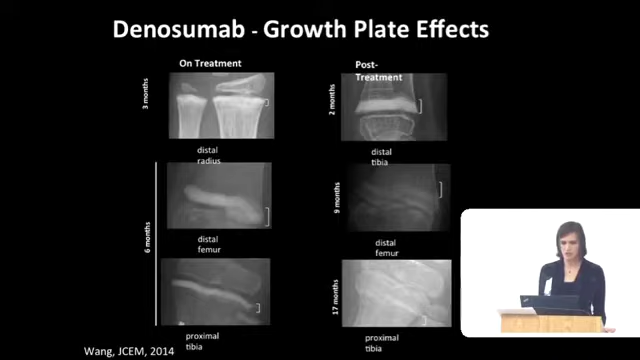 Denosumab - Growth Plate Effects
On Treatment
Post-
Treatment
3 months
distal
radius
2 months
distal
tibia
6 months
distal
femur
9 months
distal
femur
proximal
tibia
17 months
proximal
tibia
Wang, JCEM, 2014